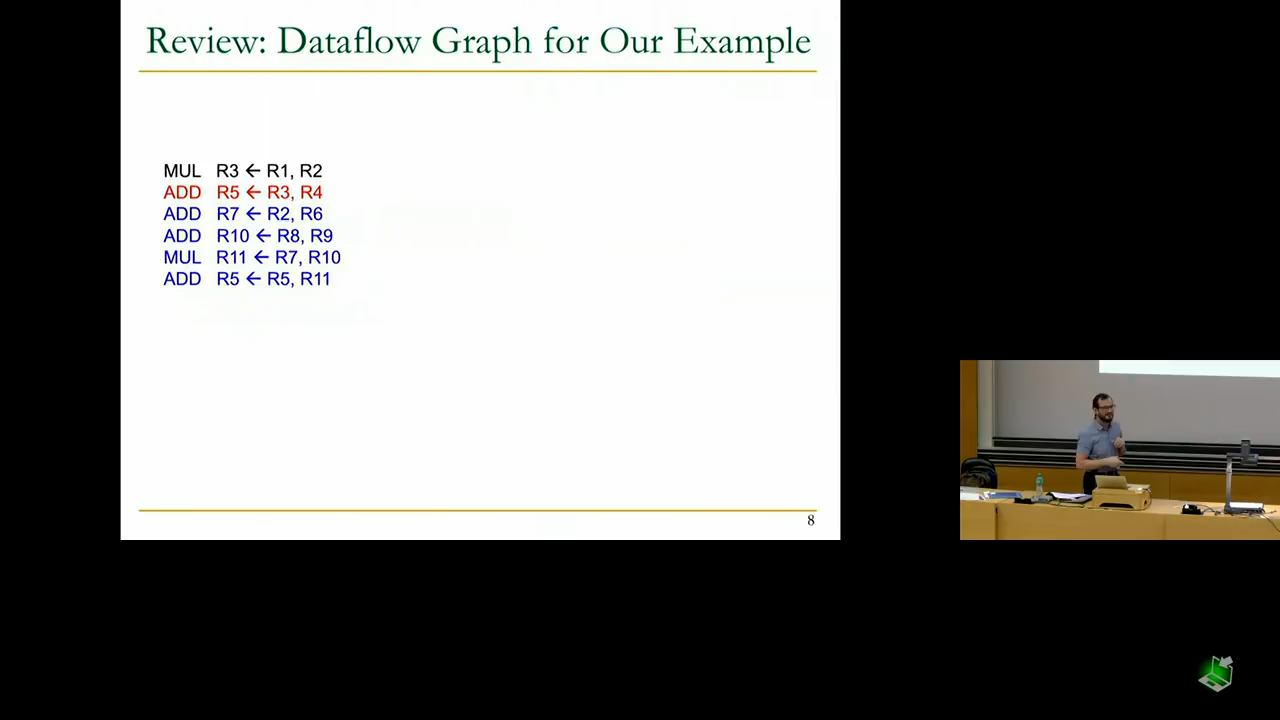 Review: Dataflow Graph for Our Example
MUL R3 ← R1, R2
ADD R5 ← R3, R4
ADD R7 ← R2, R6
ADD R10 ← R8, R9
MUL R11 ← R7, R10
ADD R5 ← R5, R11
8